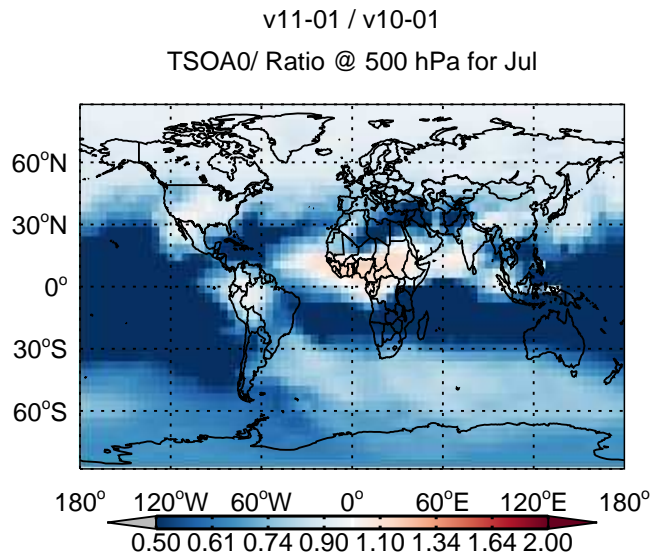 v11-01 / v10-01
TSOA0/ Ratio @ 500 hPa for Jul
60°N
30°N
0°
30°S
60°S
180° 120°W 60°W 0° 60°E 120°E 180°
0.50 0.61 0.74 0.90 1.10 1.34 1.64 2.00